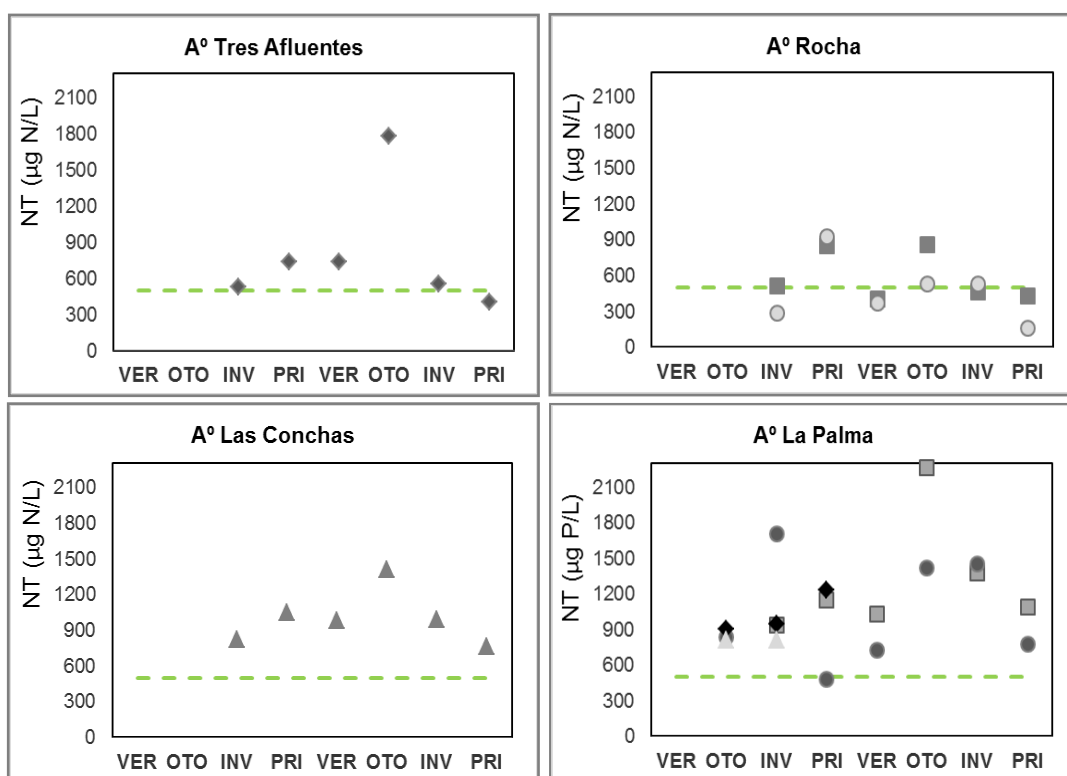 Aº Tres Afluentes
NT (µg N/L)
2100
1800
1500
1200
900
600
300
0
VER OTO INV PRI VER OTO INV PRI
Aº Rocha
NT (µg N/L)
2100
1800
1500
1200
900
600
300
0
VER OTO INV PRI VER OTO INV PRI
Aº Las Conchas
NT (µg N/L)
2100
1800
1500
1200
900
600
300
0
VER OTO INV PRI VER OTO INV PRI
Aº La Palma
NT (µg P/L)
2100
1800
1500
1200
900
600
300
0
VER OTO INV PRI VER OTO INV PRI